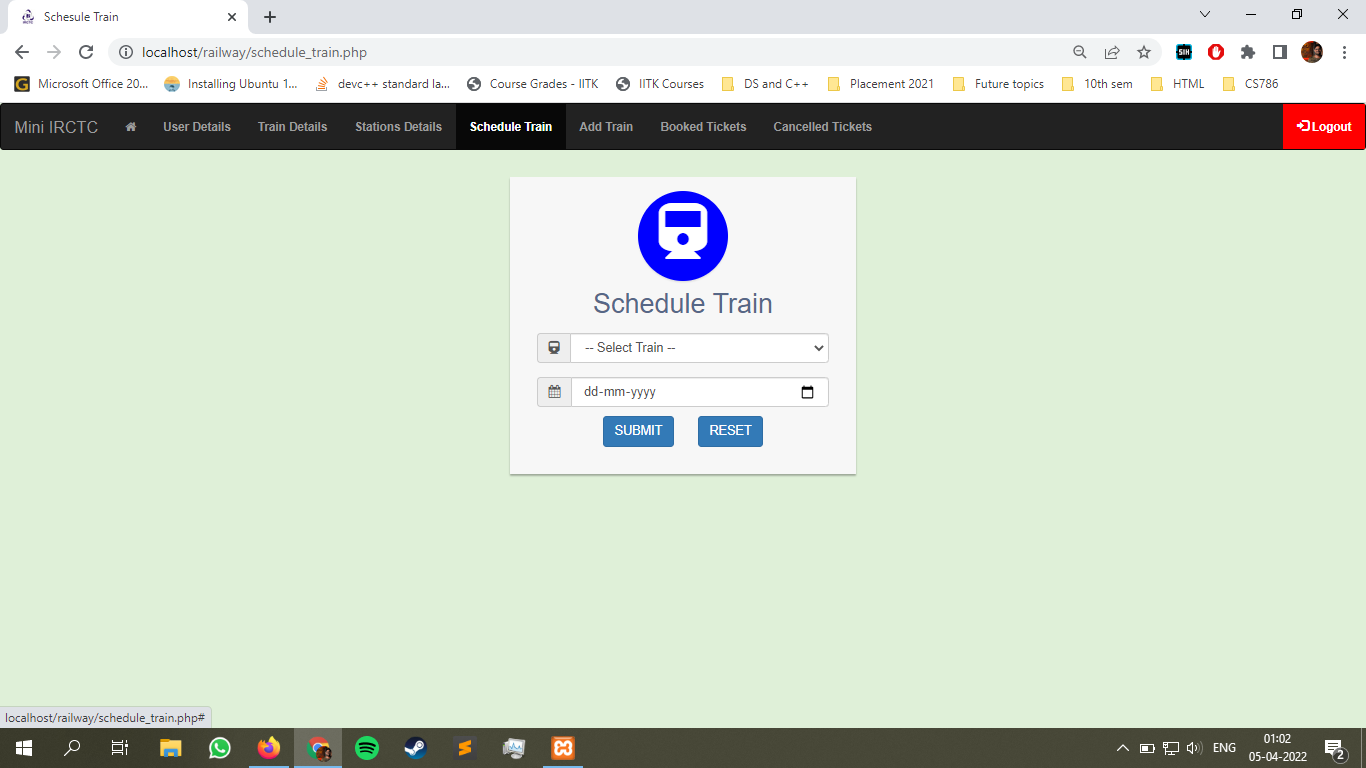 Schesule Train
localhost/railway/schedule_train.php
Microsoft Office 20... Installing Ubuntu 1... devc++ standard la... Course Grades - IITK IITK Courses DS and C++ Placement 2021 Future topics 10th sem HTML CS786
Mini IRCTC User Details Train Details Stations Details Schedule Train Add Train Booked Tickets Cancelled Tickets Logout
Schedule Train
-- Select Train --
dd-mm-yyyy
SUBMIT RESET
localhost/railway/schedule_train.php#
ENG 01:02
05-04-2022 2